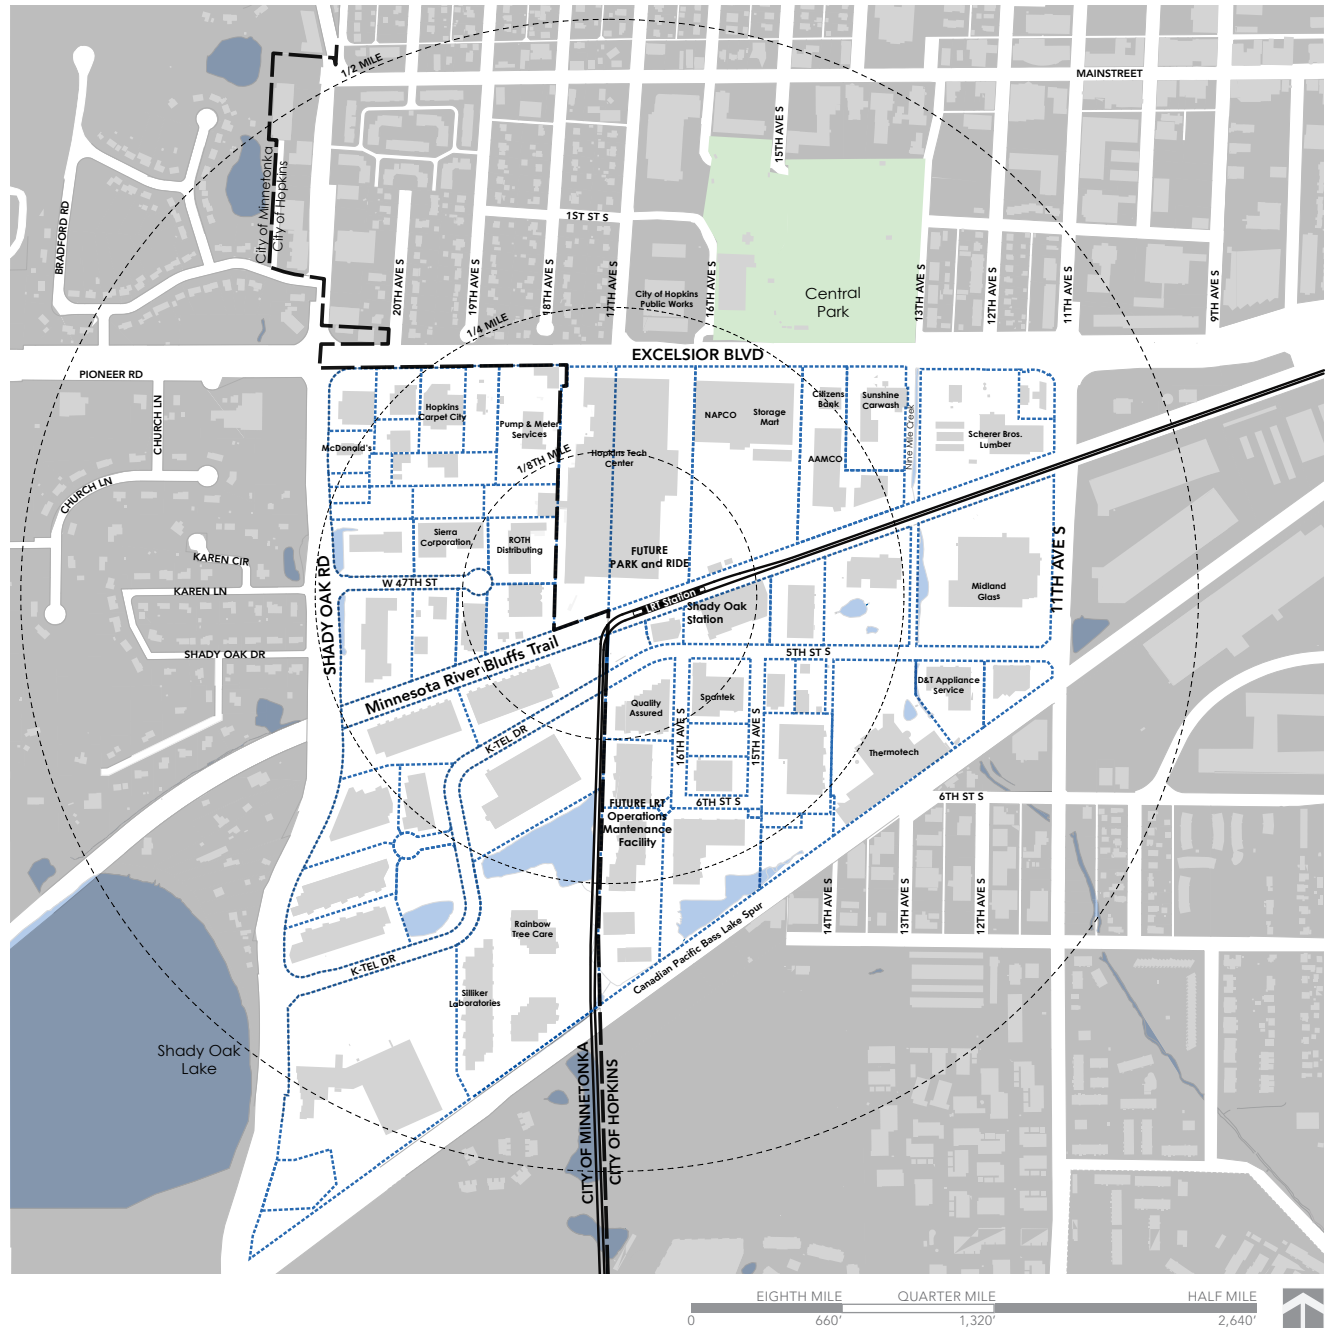 1/2 MILE
MAINSTREET
15TH AVE S
City of Minnetonka
City of Hopkins
BRADFORD RD
1ST ST S
20TH AVE S
19TH AVE S
18TH AVE S
17TH AVE S
City of Hopkins
Public Works
16TH AVE S
Central
Park
13TH AVE S
12TH AVE S
11TH AVE S
9TH AVE S
1/4 MILE
EXCELSIOR BLVD
PIONEER RD
CHURCH LN
Hopkins
Carpet City
McDonald's
Pump & Meter
Services
1/8TH MILE
Hopkins Tech
Center
NAPCO
Storage
Mart
Citizens
Bank
Sunshine
Carwash
AAMCO
Nine Mile Creek
Scherer Bros.
Lumber
CHURCH LN
Sierra
Corporation
ROTH
Distributing
FUTURE
PARK and RIDE
KAREN CIR
KAREN LN
W 47TH ST
SHADY OAK RD
LRT Station
Shady Oak
Station
Midland
Glass
11TH AVE S
SHADY OAK DR
Minnesota River Bluffs Trail
5TH ST S
D&T Appliance
Service
Quality
Assured
Spantek
16TH AVE S
15TH AVE S
K-TEL DR
Thermotech
FUTURE LRT
Operations
Mantenance
Facility
6TH ST S
6TH ST S
14TH AVE S
13TH AVE S
12TH AVE S
Rainbow
Tree Care
Canadian Pacific Bass Lake Spur
K-TEL DR
Silliker
Laboratories
Shady Oak
Lake
CITY OF MINNETONKA
CITY OF HOPKINS
EIGHTH MILE
QUARTER MILE
HALF MILE
0
660'
1,320'
2,640'